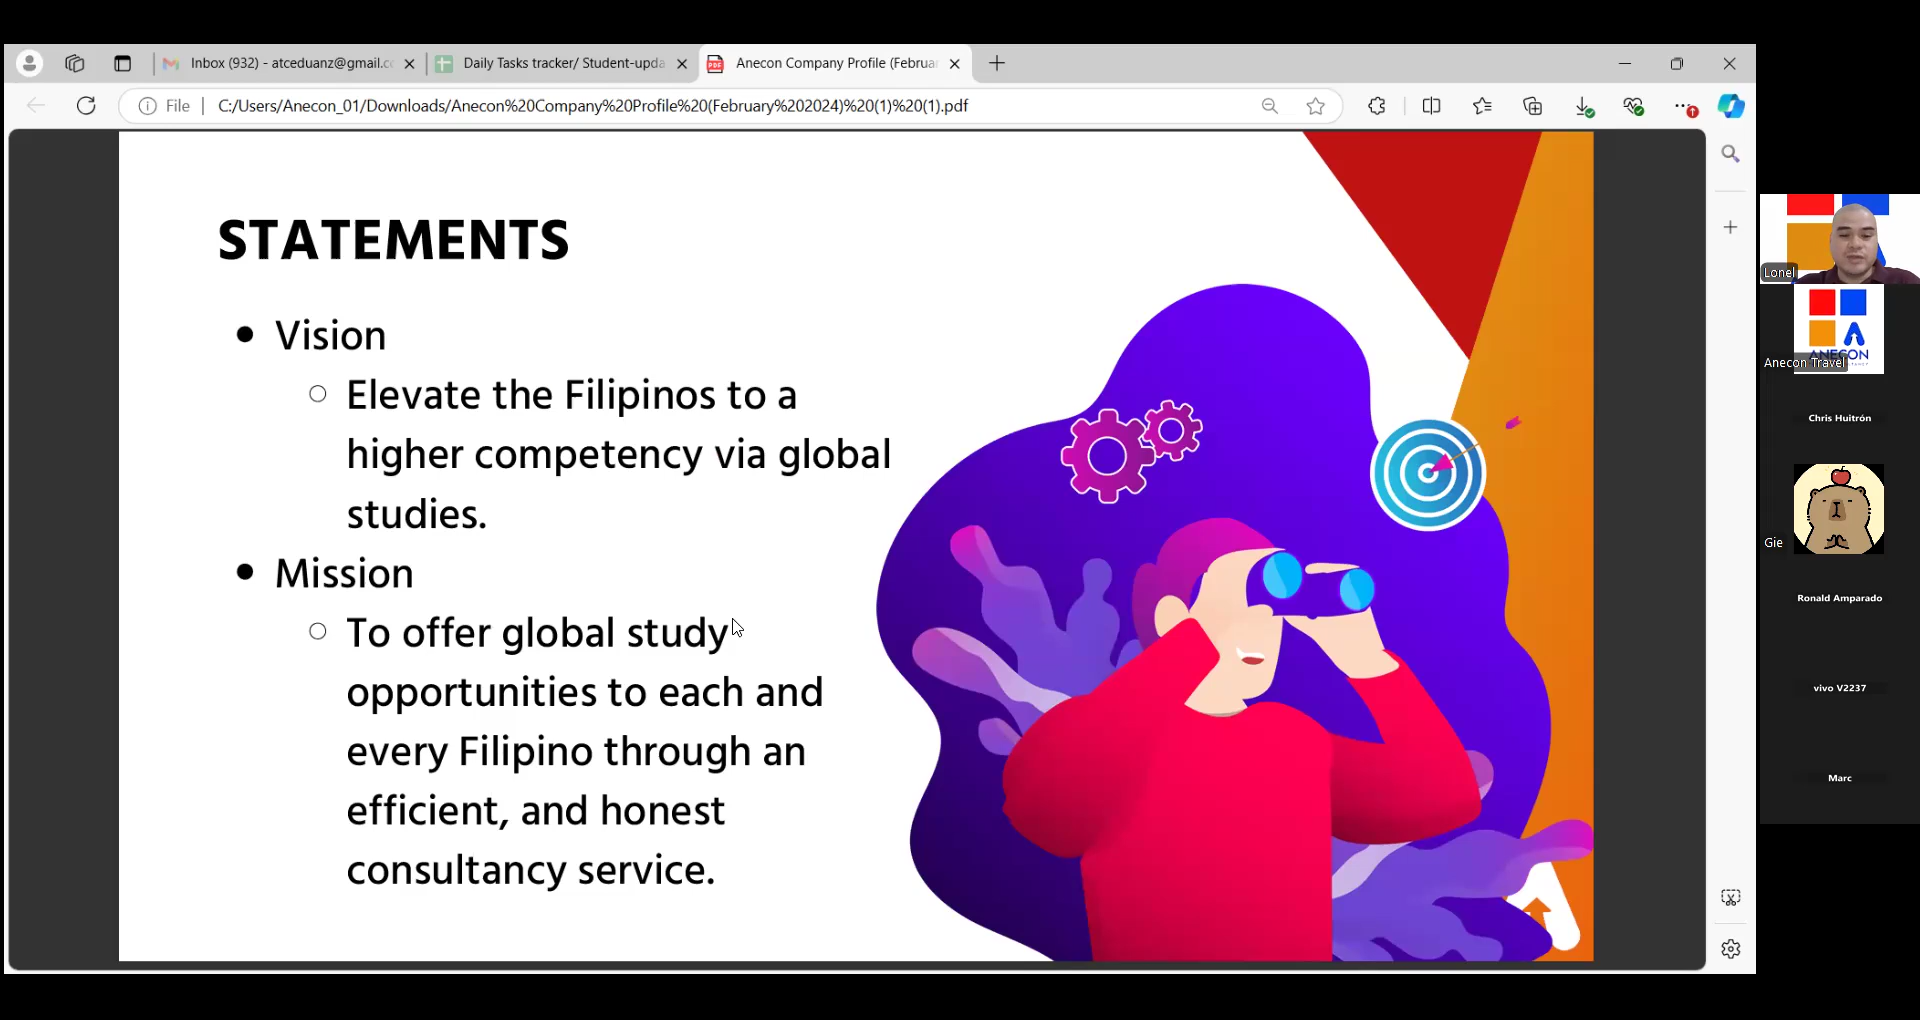 Inbox (932) - atceduanz@gmail.c
Daily Tasks tracker/ Student-upda
Anecon Company Profile (Februa
File
C:/Users/Anecon_01/Downloads/Anecon%20Company%20Profile%20(February%202024)%20(1)%20(1).pdf
STATEMENTS
Vision
Elevate the Filipinos to a
higher competency via global
studies.
Mission
To offer global study
opportunities to each and
every Filipino through an
efficient, and honest
consultancy service.
Lonel
ANECON
Anecon Travel
Chris Huitrón
Gie
Ronald Amparado
vivo V2237
Marc